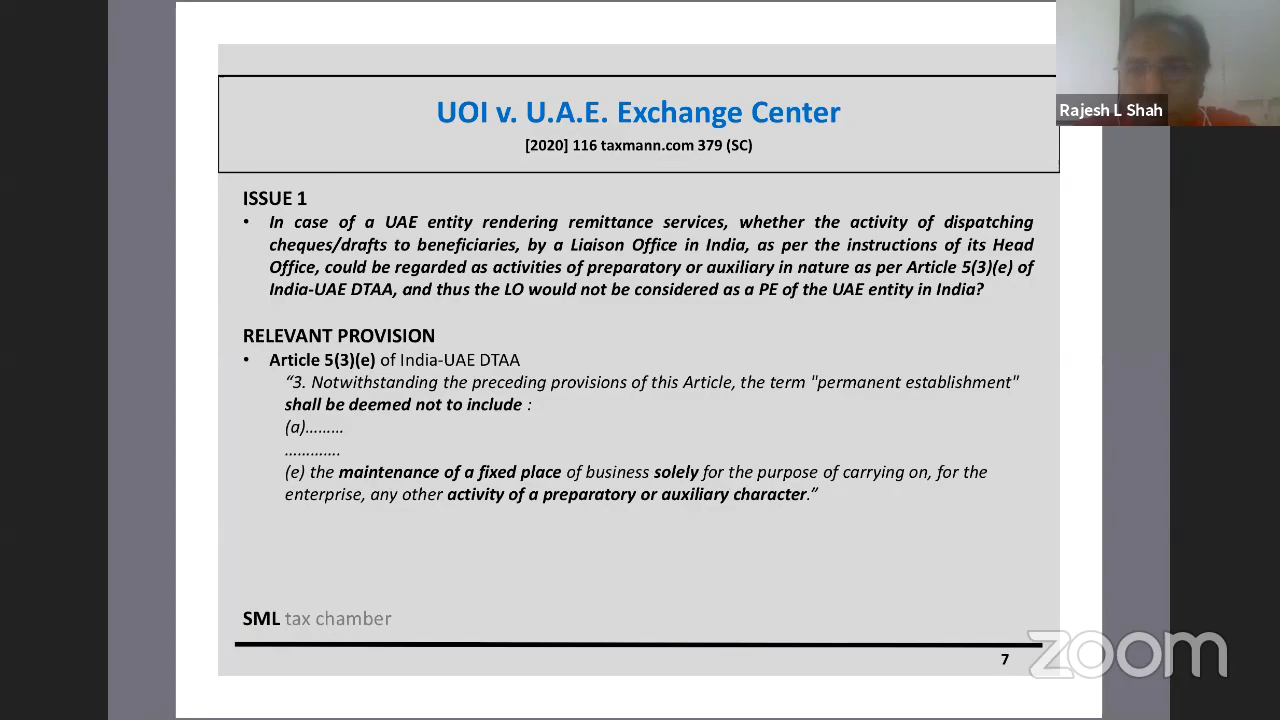 UOI v. U.A.E. Exchange Center
[2020] 116 taxmann.com 379 (SC)
Rajesh L Shah
ISSUE 1
• In case of a UAE entity rendering remittance services, whether the activity of dispatching
cheques/drafts to beneficiaries, by a Liaison Office in India, as per the instructions of its Head
Office, could be regarded as activities of preparatory or auxiliary in nature as per Article 5(3)(e) of
India-UAE DTAA, and thus the LO would not be considered as a PE of the UAE entity in India?
RELEVANT PROVISION
• Article 5(3)(e) of India-UAE DTAA
“3. Notwithstanding the preceding provisions of this Article, the term "permanent establishment"
shall be deemed not to include :
(a)………
………….
(e) the maintenance of a fixed place of business solely for the purpose of carrying on, for the
enterprise, any other activity of a preparatory or auxiliary character.”
SML tax chamber
7
zoom